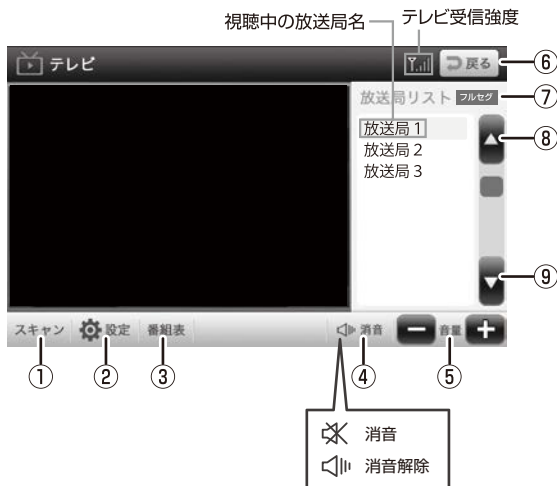 視聴中の放送局名
テレビ受信強度
テレビ
戻る
⑥
放送局リスト フルセグ
⑦
放送局 1
放送局 2
放送局 3
⑧
⑨
スキャン 設定 番組表 消音 音量
① ② ③ ④ ⑤
消音
消音解除